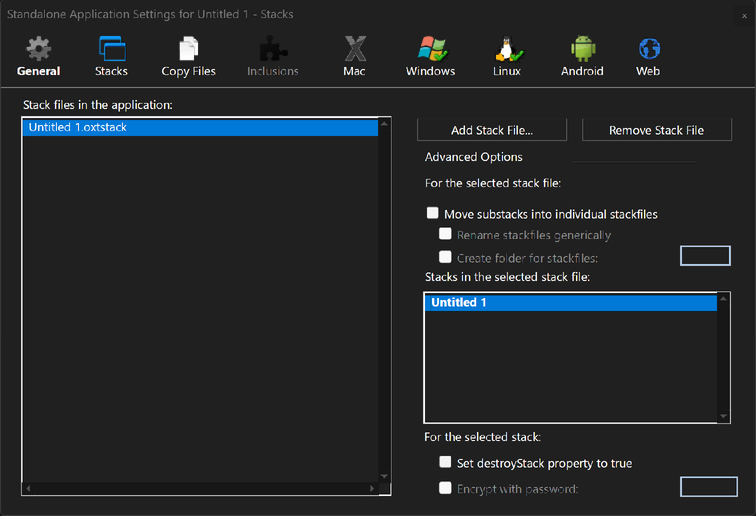 Standalone Application Settings for Untitled 1 - Stacks
General Stacks Copy Files Inclusions Mac Windows Linux Android Web
Stack files in the application:
Untitled 1.oxtstack
Add Stack File... Remove Stack File
Advanced Options
For the selected stack file:
Move substacks into individual stackfiles
Rename stackfiles generically
Create folder for stackfiles:
Stacks in the selected stack file:
Untitled 1
For the selected stack:
Set destroyStack property to true
Encrypt with password: